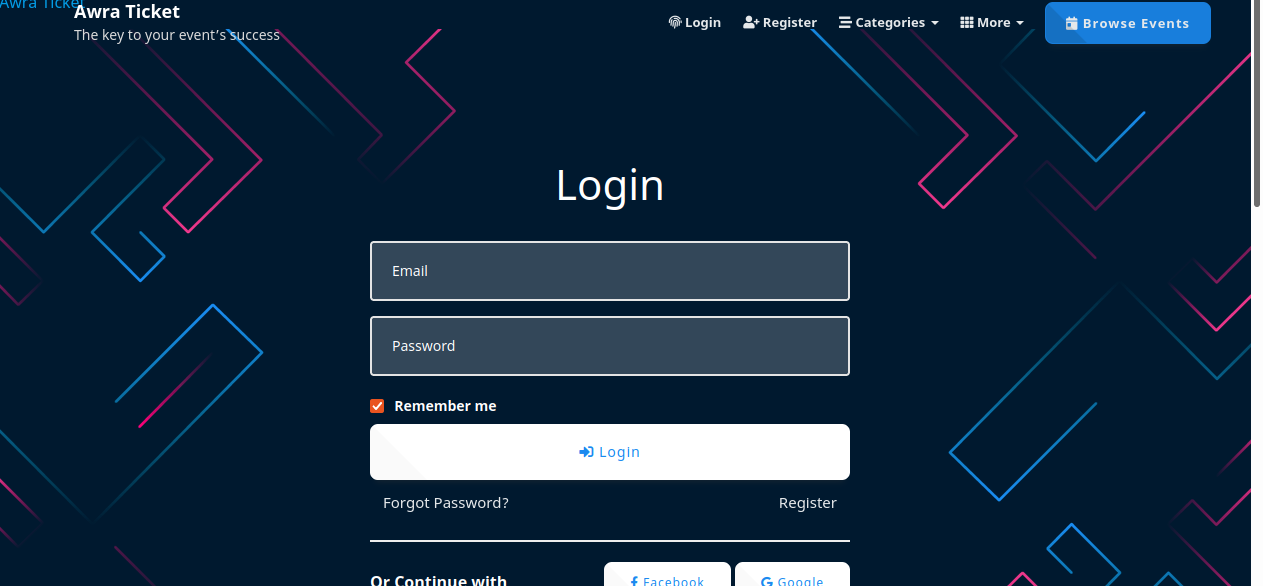 Awra Ticket
Awra Ticket
The key to your event's success
Login
Register
Categories
More
Browse Events
Login
Email
Password
Remember me
Login
Forgot Password?
Register
Or Continue with
Facebook
Google